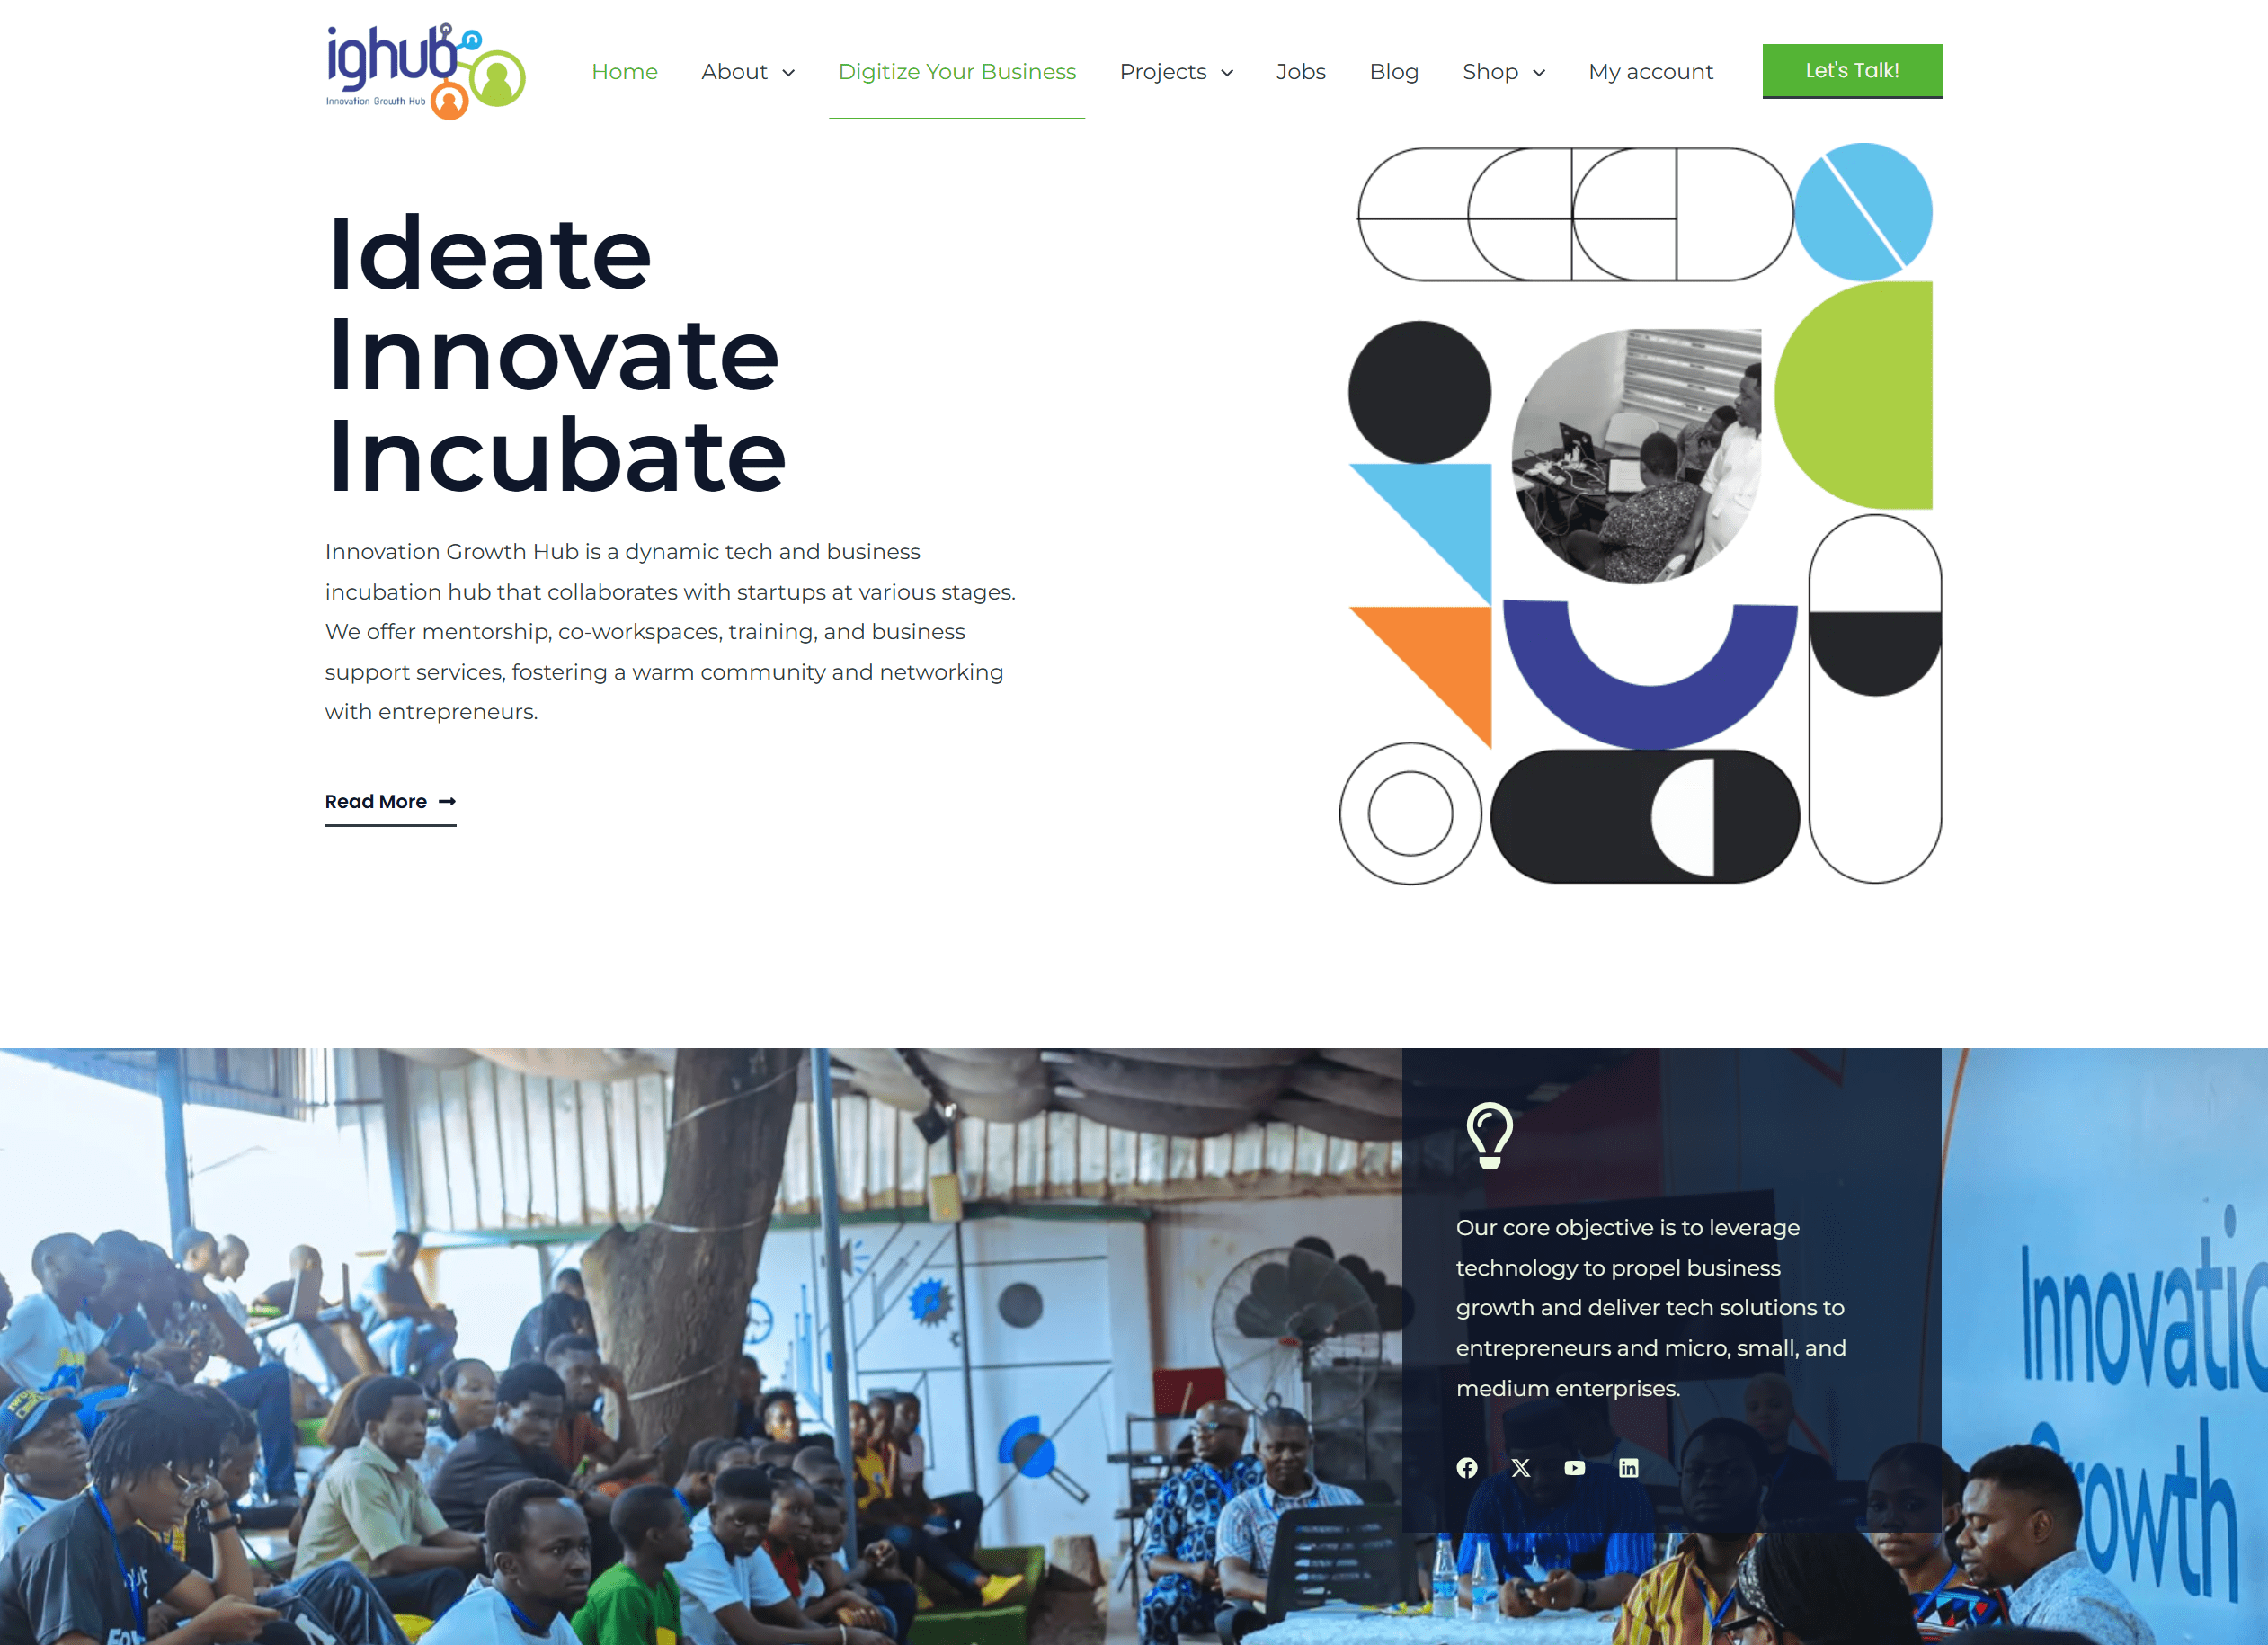 ighub
Innovation Growth Hub
Home
About
Digitize Your Business
Projects
Jobs
Blog
Shop
My account
Let's Talk!
Ideate
Innovate
Incubate
Innovation Growth Hub is a dynamic tech and business
incubation hub that collaborates with startups at various stages.
We offer mentorship, co-workspaces, training, and business
support services, fostering a warm community and networking
with entrepreneurs.
Read More
Our core objective is to leverage
technology to propel business
growth and deliver tech solutions to
entrepreneurs and micro, small, and
medium enterprises.
Innovatio
Growth